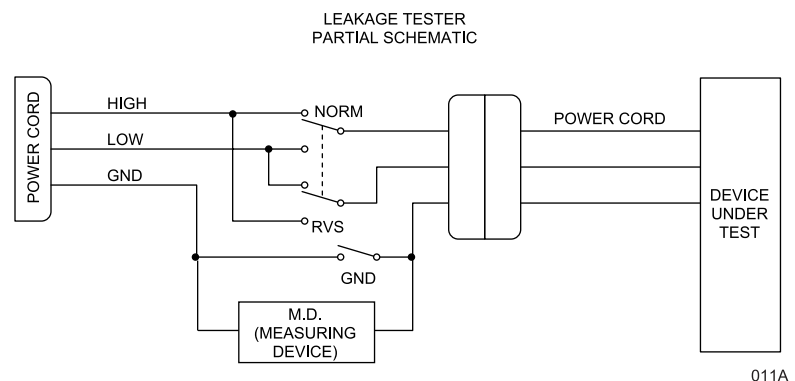 LEAKAGE TESTER
PARTIAL SCHEMATIC
POWER CORD
HIGH
NORM
LOW
GND
RVS
GND
M.D.
(MEASURING
DEVICE)
POWER CORD
DEVICE
UNDER
TEST
011A